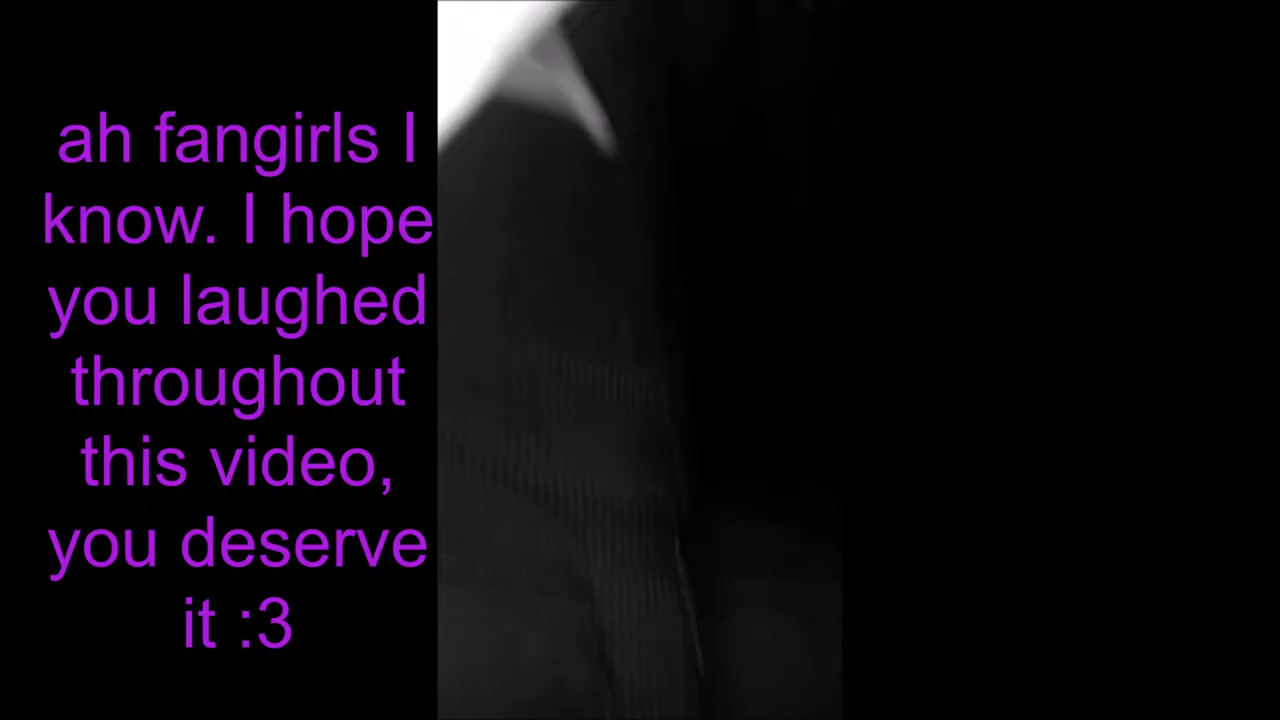 ah fangirls I
know. I hope
you laughed
throughout
this video,
you deserve
it :3